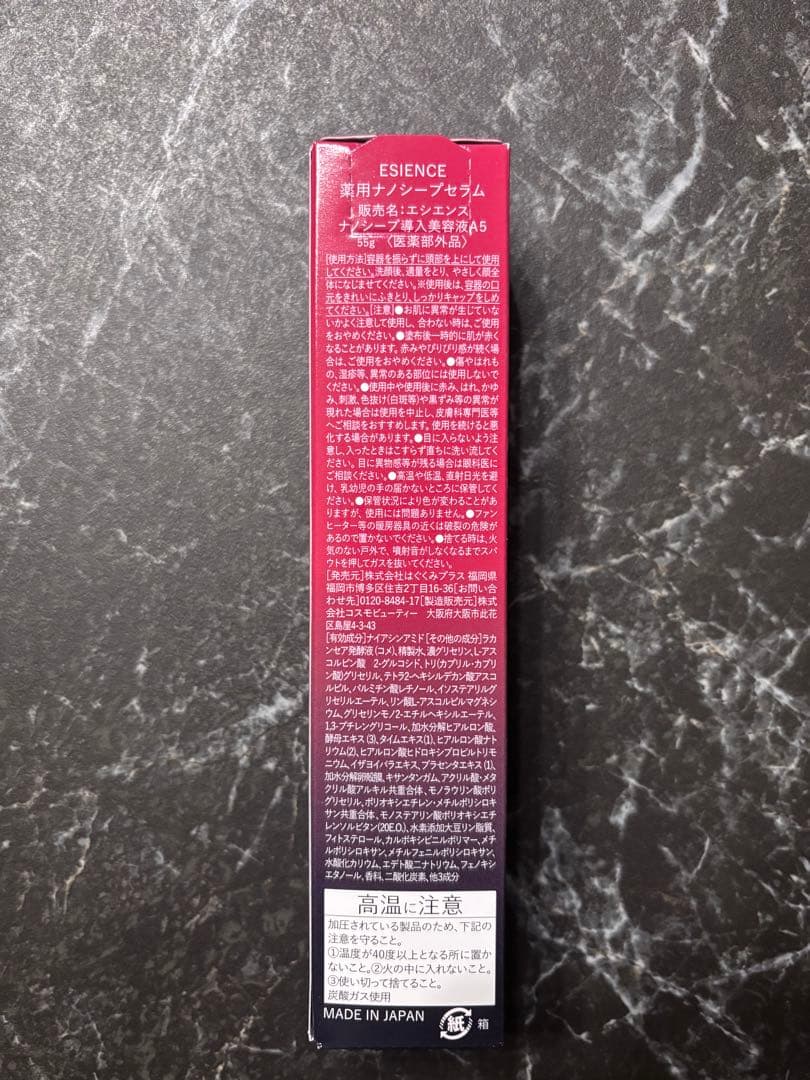 ESIENCE
薬用ナノシープセラム
販売名:エシエンス
ナノシープ導入美容液A5
55g 〈医薬部外品〉
[使用方法]容器を振らずに頭部を上にして使用
してください。洗顔後、適量をとり、やさしく顔全
体になじませてください。※使用後は、容器の口
元をきれいにふきとり、しっかりキャップをしめ
てください。[注意]●お肌に異常が生じていな
いかよく注意して使用し、合わない時は、ご使用
をおやめください。●塗布後一時的に肌が赤く
なることがあります。赤みやぴりぴり感が続く場
合は、ご使用をおやめください。●傷やはれも
の、湿疹等、異常のある部位には使用しないで
ください。●使用中や使用後に赤み、はれ、かゆ
み、刺激、色抜け(白斑等)や黒ずみ等の異常が
現れた場合は使用を中止し、皮膚科専門医等
へご相談をおすすめします。使用を続けると悪
化する場合があります。●目に入らないよう注
意し、入ったときはこすらず直ちに洗い流してく
ださい。目に異物感等が残る場合は眼科医に
ご相談ください。●高温や低温、直射日光を避
け、乳幼児の手の届かないところに保管してく
ださい。●保管状況により色が変わることがあ
りますが、使用には問題ありません。●ファン
ヒーター等の暖房器具の近くは破裂の危険が
あるので置かないでください。●捨てる時は、火
気のない戸外で、噴射音がしなくなるまでスパ
ウトを押してガスを抜いてください。
[発売元]株式会社はぐくみプラス 福岡県
福岡市博多区住吉2丁目16-36[お問い合
わせ先]0120-8484-17[製造販売元]株式
会社コスモビューティー 大阪府大阪市此花
区島屋4-3-43
[有効成分]ナイアシンアミド[その他の成分]ラカ
ンセア発酵液(コメ)、精製水、濃グリセリン、L-アス
コルビン酸 2-グルコシド、トリ(カプリル・カプリ
ン酸)グリセリル、テトラ2-ヘキシルデカン酸アスコ
ルビル、パルミチン酸レチノール、イソステアリルグ
リセリルエーテル、リン酸L-アスコルビルマグネシ
ウム、グリセリンモノ2-エチルヘキシルエーテル、
1,3-ブチレングリコール、加水分解ヒアルロン酸、
酵母エキス(3)、タイムエキス(1)、ヒアルロン酸ナト
リウム(2)、ヒアルロン酸ヒドロキシプロピルトリモ
ニウム、イザヨイバラエキス、プラセンタエキス(1)、
加水分解卵殻膜、キサンタンガム、アクリル酸・メタ
クリル酸アルキル共重合体、モノラウリン酸ポリ
グリセリル、ポリオキシエチレン・メチルポリシロキ
サン共重合体、モノステアリン酸ポリオキシエチ
レンソルビタン(20E.O.)、水素添加大豆リン脂質、
フィトステロール、カルボキシビニルポリマー、メチ
ルポリシロキサン、メチルフェニルポリシロキサン、
水酸化カリウム、エデト酸二ナトリウム、フェノキシ
エタノール、香料、二酸化炭素、他3成分
高温に注意
加圧されている製品のため、下記の
注意を守ること。
①温度が40度以上となる所に置か
ないこと。②火の中に入れないこと。
③使い切って捨てること。
炭酸ガス使用
MADE IN JAPAN
紙 箱